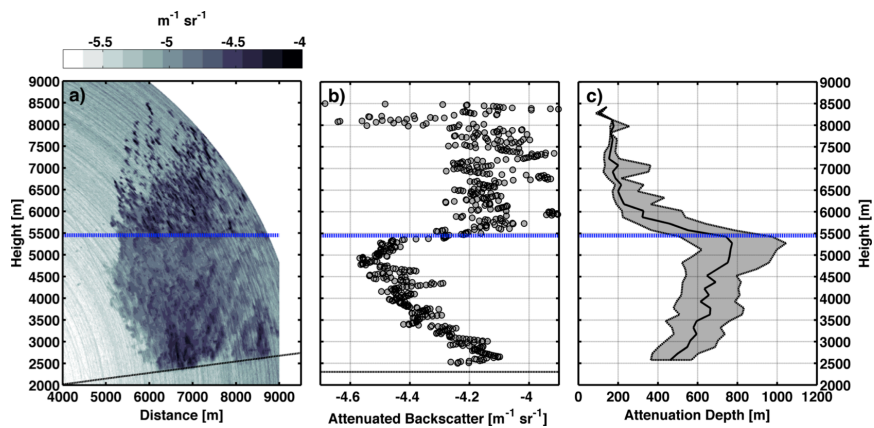 m-1 sr-1
-5.5 -5 -4.5 -4
a) b) c)
9000 9000
8500 8500
8000 8000
7500 7500
7000 7000
6500 6500
6000 6000
5500 5500
5000 5000
4500 4500
4000 4000
3500 3500
3000 3000
2500 2500
2000 2000
Height [m] Height [m]
4000 5000 6000 7000 8000 9000 -4.6 -4.4 -4.2 -4 0 200 400 600 800 1000 1200
Distance [m] Attenuated Backscatter [m-1 sr-1] Attenuation Depth [m]